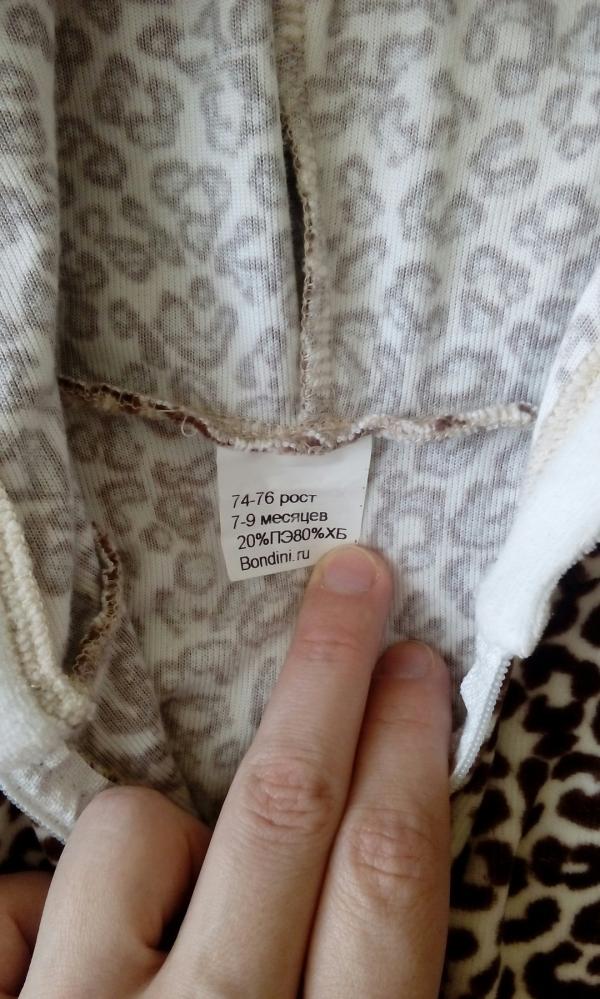 74-76 рост
7-9 месяцев
20%ПЭ80%ХБ
Bondini.ru